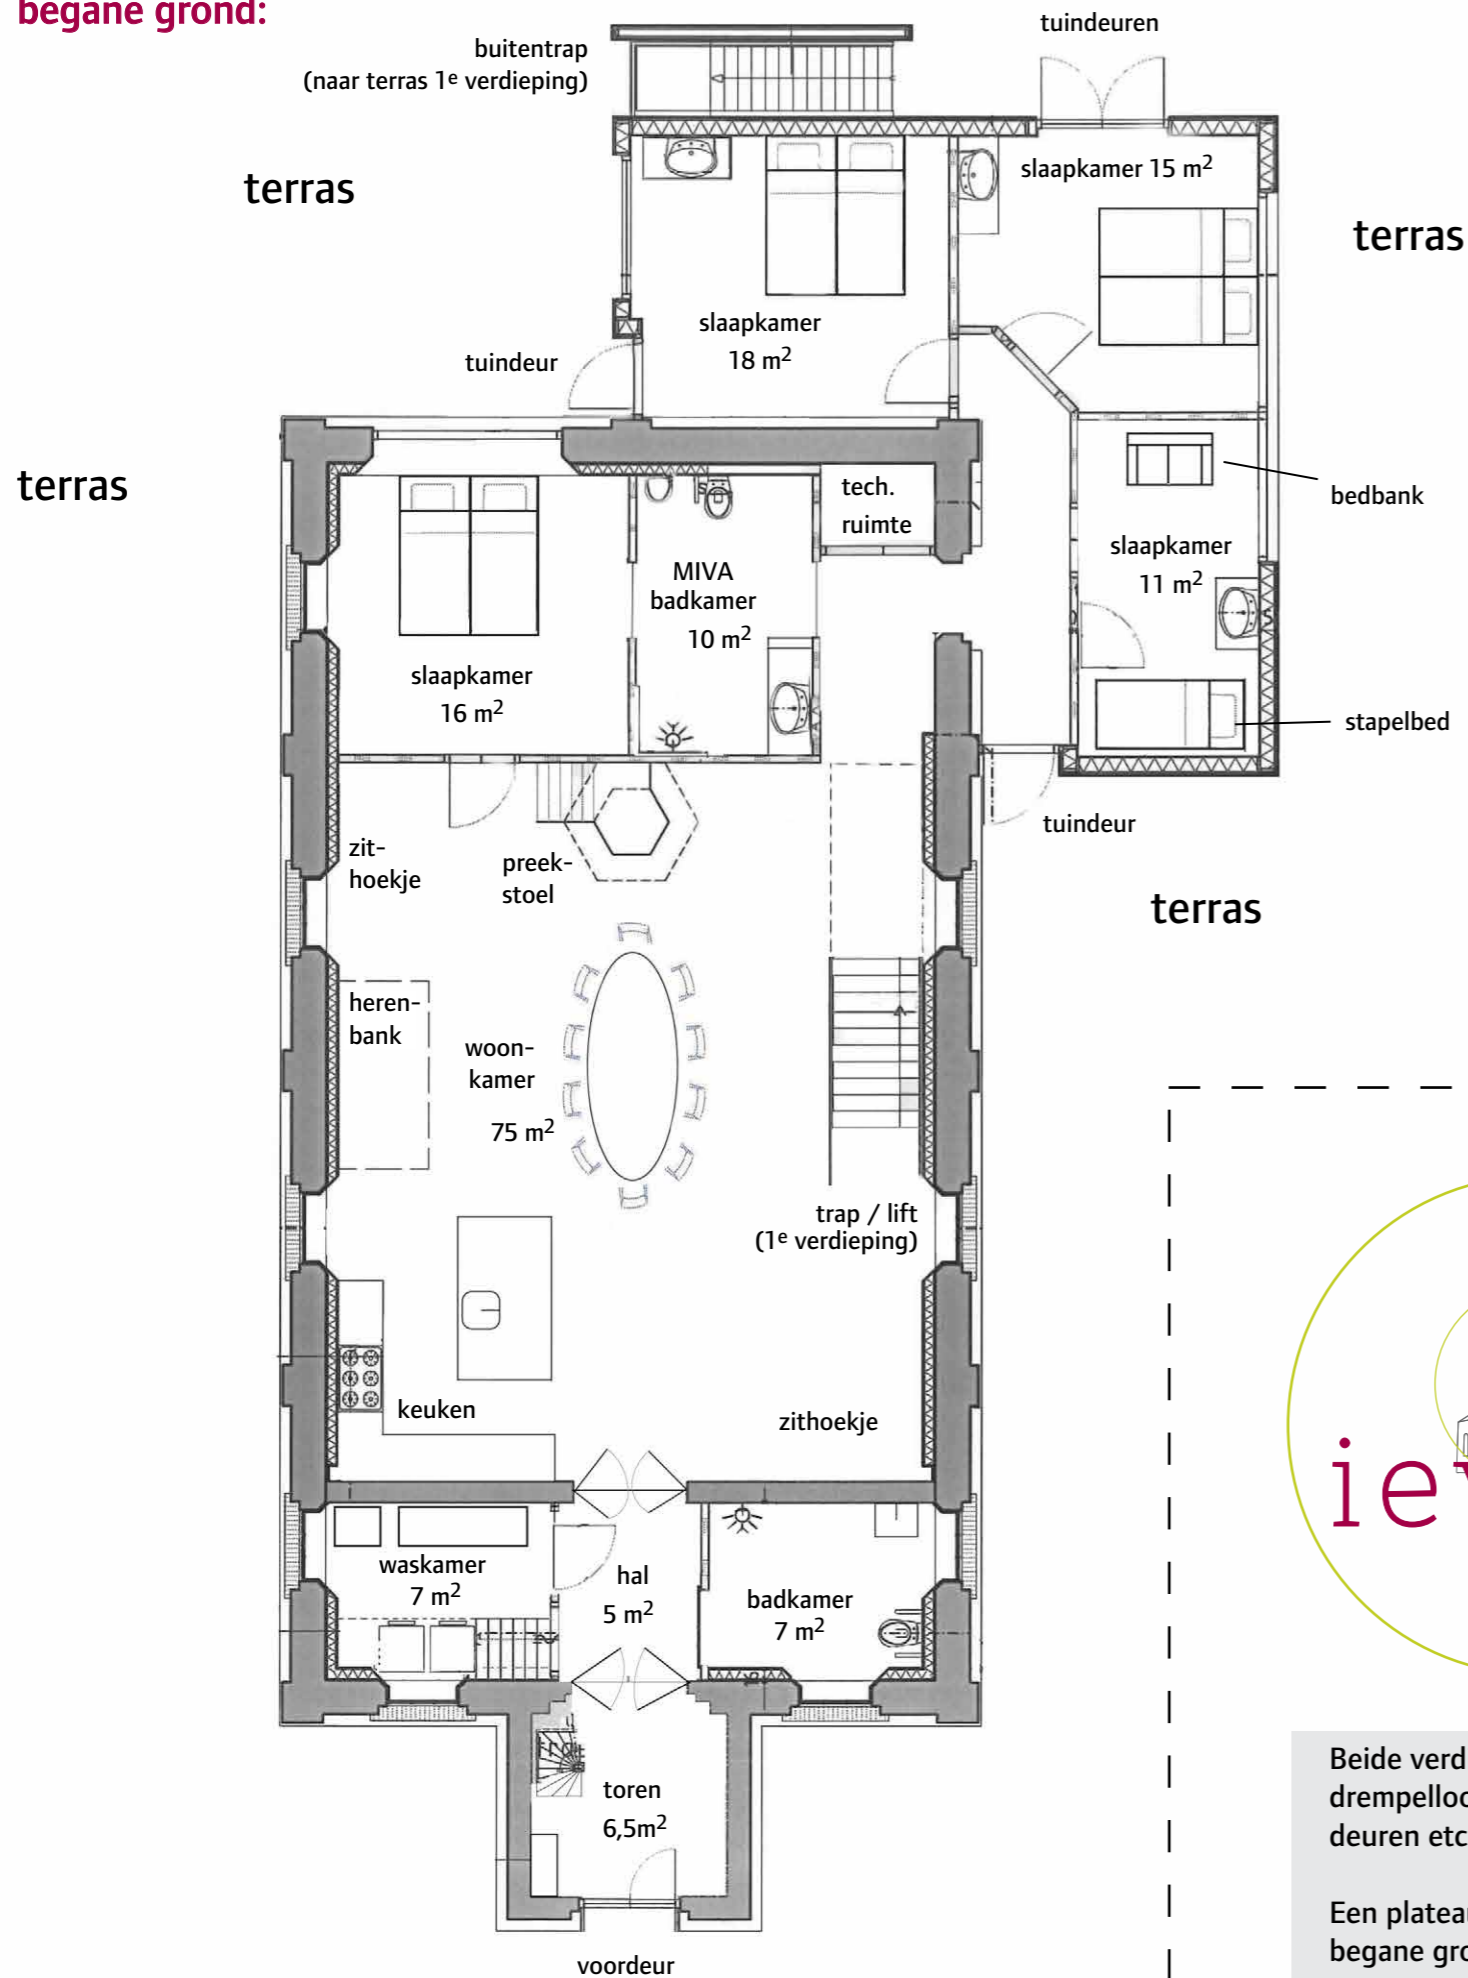 begane grond:
buitentrap
(naar terras 1e verdieping)
tuindeuren
terras
slaapkamer 15 m2
terras
slaapkamer
18 m2
tuindeur
terras
tech.
ruimte
bedbank
slaapkamer
11 m2
MIVA
badkamer
10 m2
slaapkamer
16 m2
stapelbed
tuindeur
zit-
hoekje
preek-
stoel
terras
heren-
bank
woon-
kamer
75 m2
trap / lift
(1e verdieping)
keuken
zithoekje
waskamer
7 m2
hal
5 m2
badkamer
7 m2
toren
6,5m2
voordeur
iev
Beide verd
drempelloo
deuren etc
Een plateau
begane gro